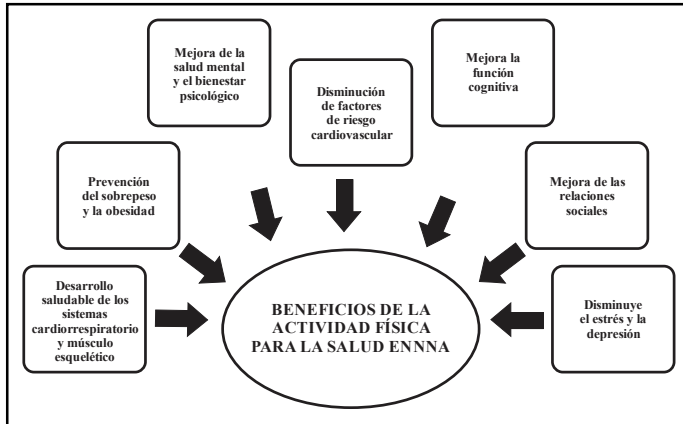 Mejora de la
salud mental
y el bienestar
psicológico
Disminución
de factores
de riesgo
cardiovascular
Mejora la
función
cognitiva
Prevención
del sobrepeso
y la obesidad
Mejora de las
relaciones
sociales
Desarrollo
saludable de los
sistemas
cardiorrespiratorio
y músculo
esquelético
BENEFICIOS DE LA
ACTIVIDAD FÍSICA
PARA LA SALUD ENNNA
Disminuye
el estrés y la
depresión